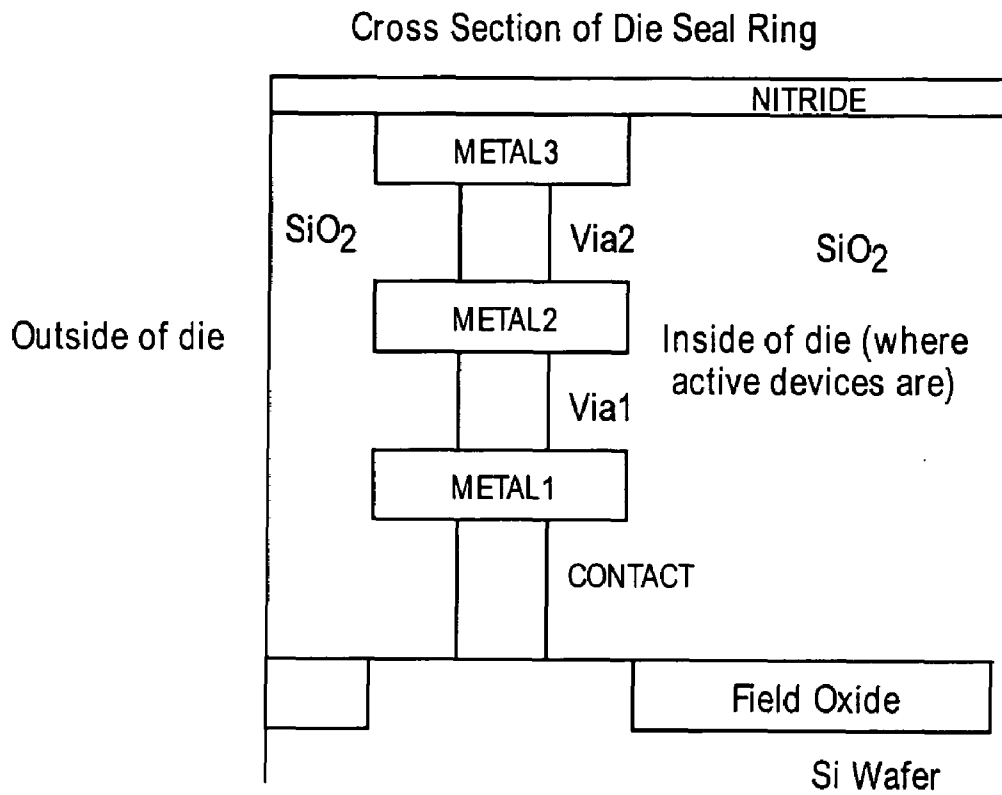 Cross Section of Die Seal Ring
NITRIDE
METAL3
SiO2
Via2
SiO2
METAL2
Outside of die
Inside of die (where
active devices are)
Via1
METAL1
CONTACT
Field Oxide
Si Wafer